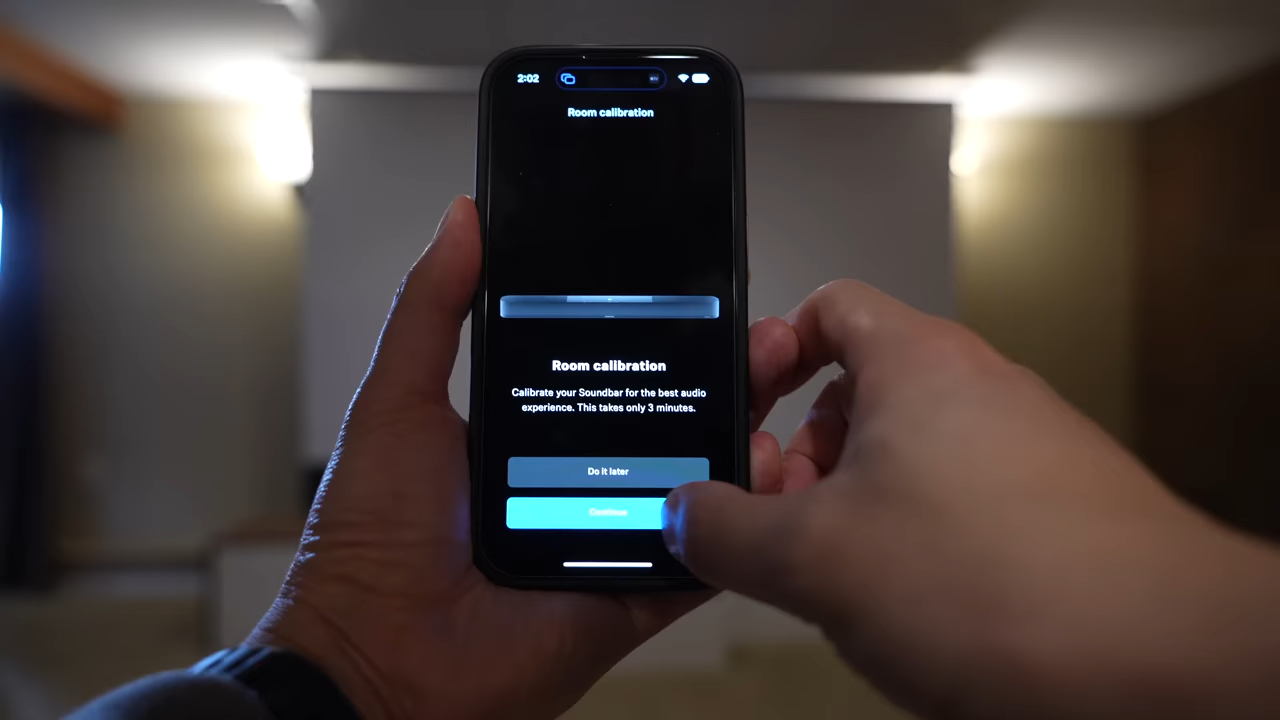 2:02
Room calibration
Room calibration
Calibrate your Soundbar for the best audio
experience. This takes only 3 minutes.
Do it later
Continue